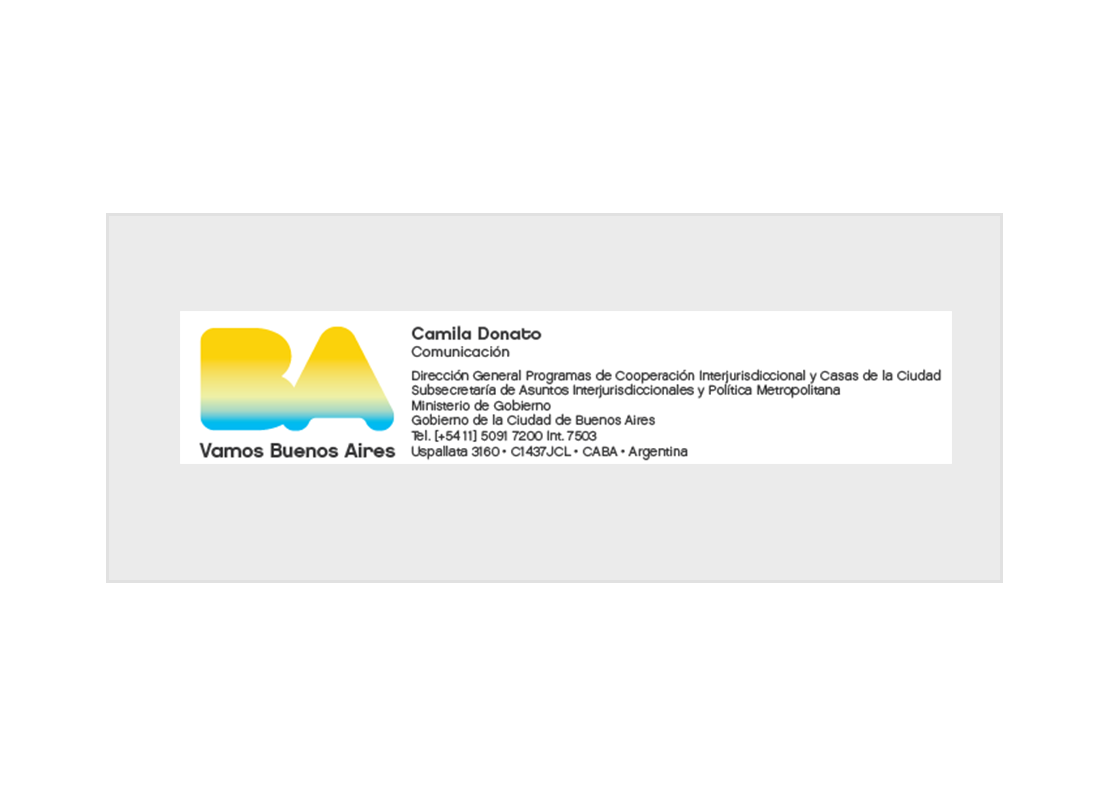 BA
Vamos Buenos Aires
Camila Donato
Comunicación
Dirección General Programas de Cooperación Interjurisdiccional y Casas de la Ciudad
Subsecretaría de Asuntos Interjurisdiccionales y Política Metropolitana
Ministerio de Gobierno
Gobierno de la Ciudad de Buenos Aires
Tel. [+54 11] 5091 7200 Int. 7503
Uspallata 3160 • C1437JCL • CABA • Argentina